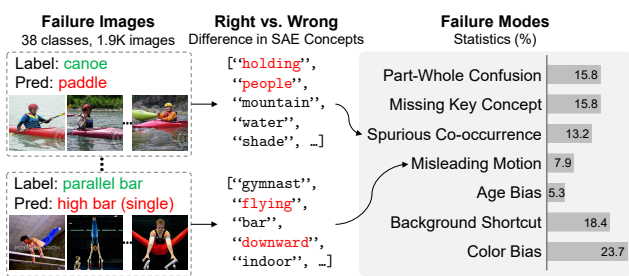 Failure Images
38 classes, 1.9K images
Label: canoe
Pred: paddle
Label: parallel bar
Pred: high bar (single)
Right vs. Wrong
Difference in SAE Concepts
[“holding”,
“people”,
“mountain”,
“water”,
“shade”, …]
[“gymnast”,
“flying”,
“bar”,
“downward”,
“indoor”, …]
Failure Modes
Statistics (%)
Part-Whole Confusion 15.8
Missing Key Concept 15.8
Spurious Co-occurrence 13.2
Misleading Motion 7.9
Age Bias 5.3
Background Shortcut 18.4
Color Bias 23.7